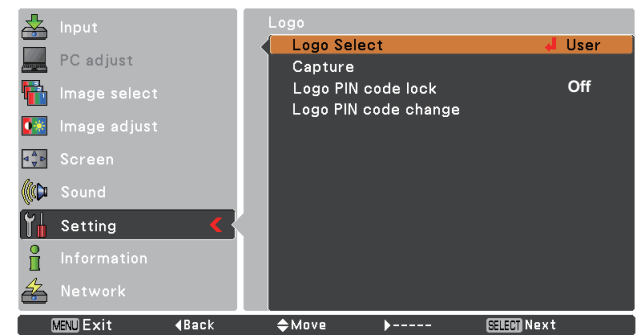 Input
PC adjust
Image select
Image adjust
Screen
Sound
Setting
Information
Network
Logo
Logo Select User
Capture
Logo PIN code lock Off
Logo PIN code change
MENU Exit ◀Back ◆Move ▶----- SELECT Next